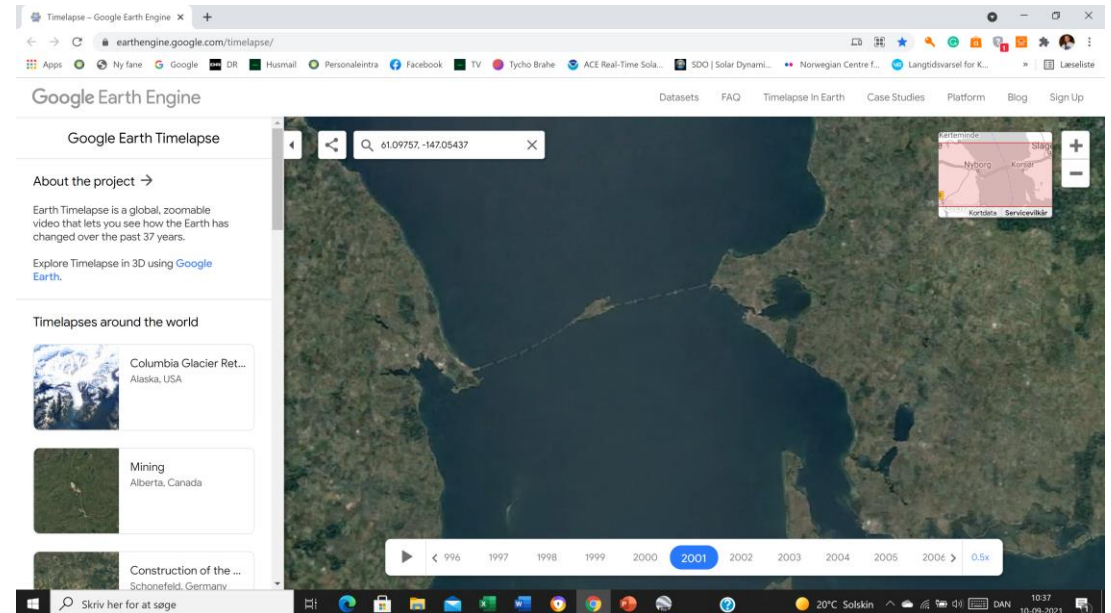 Timelapse – Google Earth Engine
earthengine.google.com/timelapse/
Apps Ny fane Google DR Husmail Personaleintra Facebook TV Tycho Brahe ACE Real-Time Sola... SDO | Solar Dynami... Norwegian Centre f... Langtidsvarsel for K... » Læseliste
Google Earth Engine
Datasets FAQ Timelapse In Earth Case Studies Platform Blog Sign Up
Google Earth Timelapse
About the project →
Earth Timelapse is a global, zoomable
video that lets you see how the Earth has
changed over the past 37 years.
Explore Timelapse in 3D using Google
Earth.
Timelapses around the world
Columbia Glacier Ret...
Alaska, USA
Mining
Alberta, Canada
Construction of the ...
Schonefeld, Germany
61.09757, -147.05437
Kerteminde
Slage
Nyborg Korsør
Kortdata Servicevilkår
996 1997 1998 1999 2000 2001 2002 2003 2004 2005 2006 0.5x
Skriv her for at søge
20°C Solskin
DAN
10:37
10-09-2021